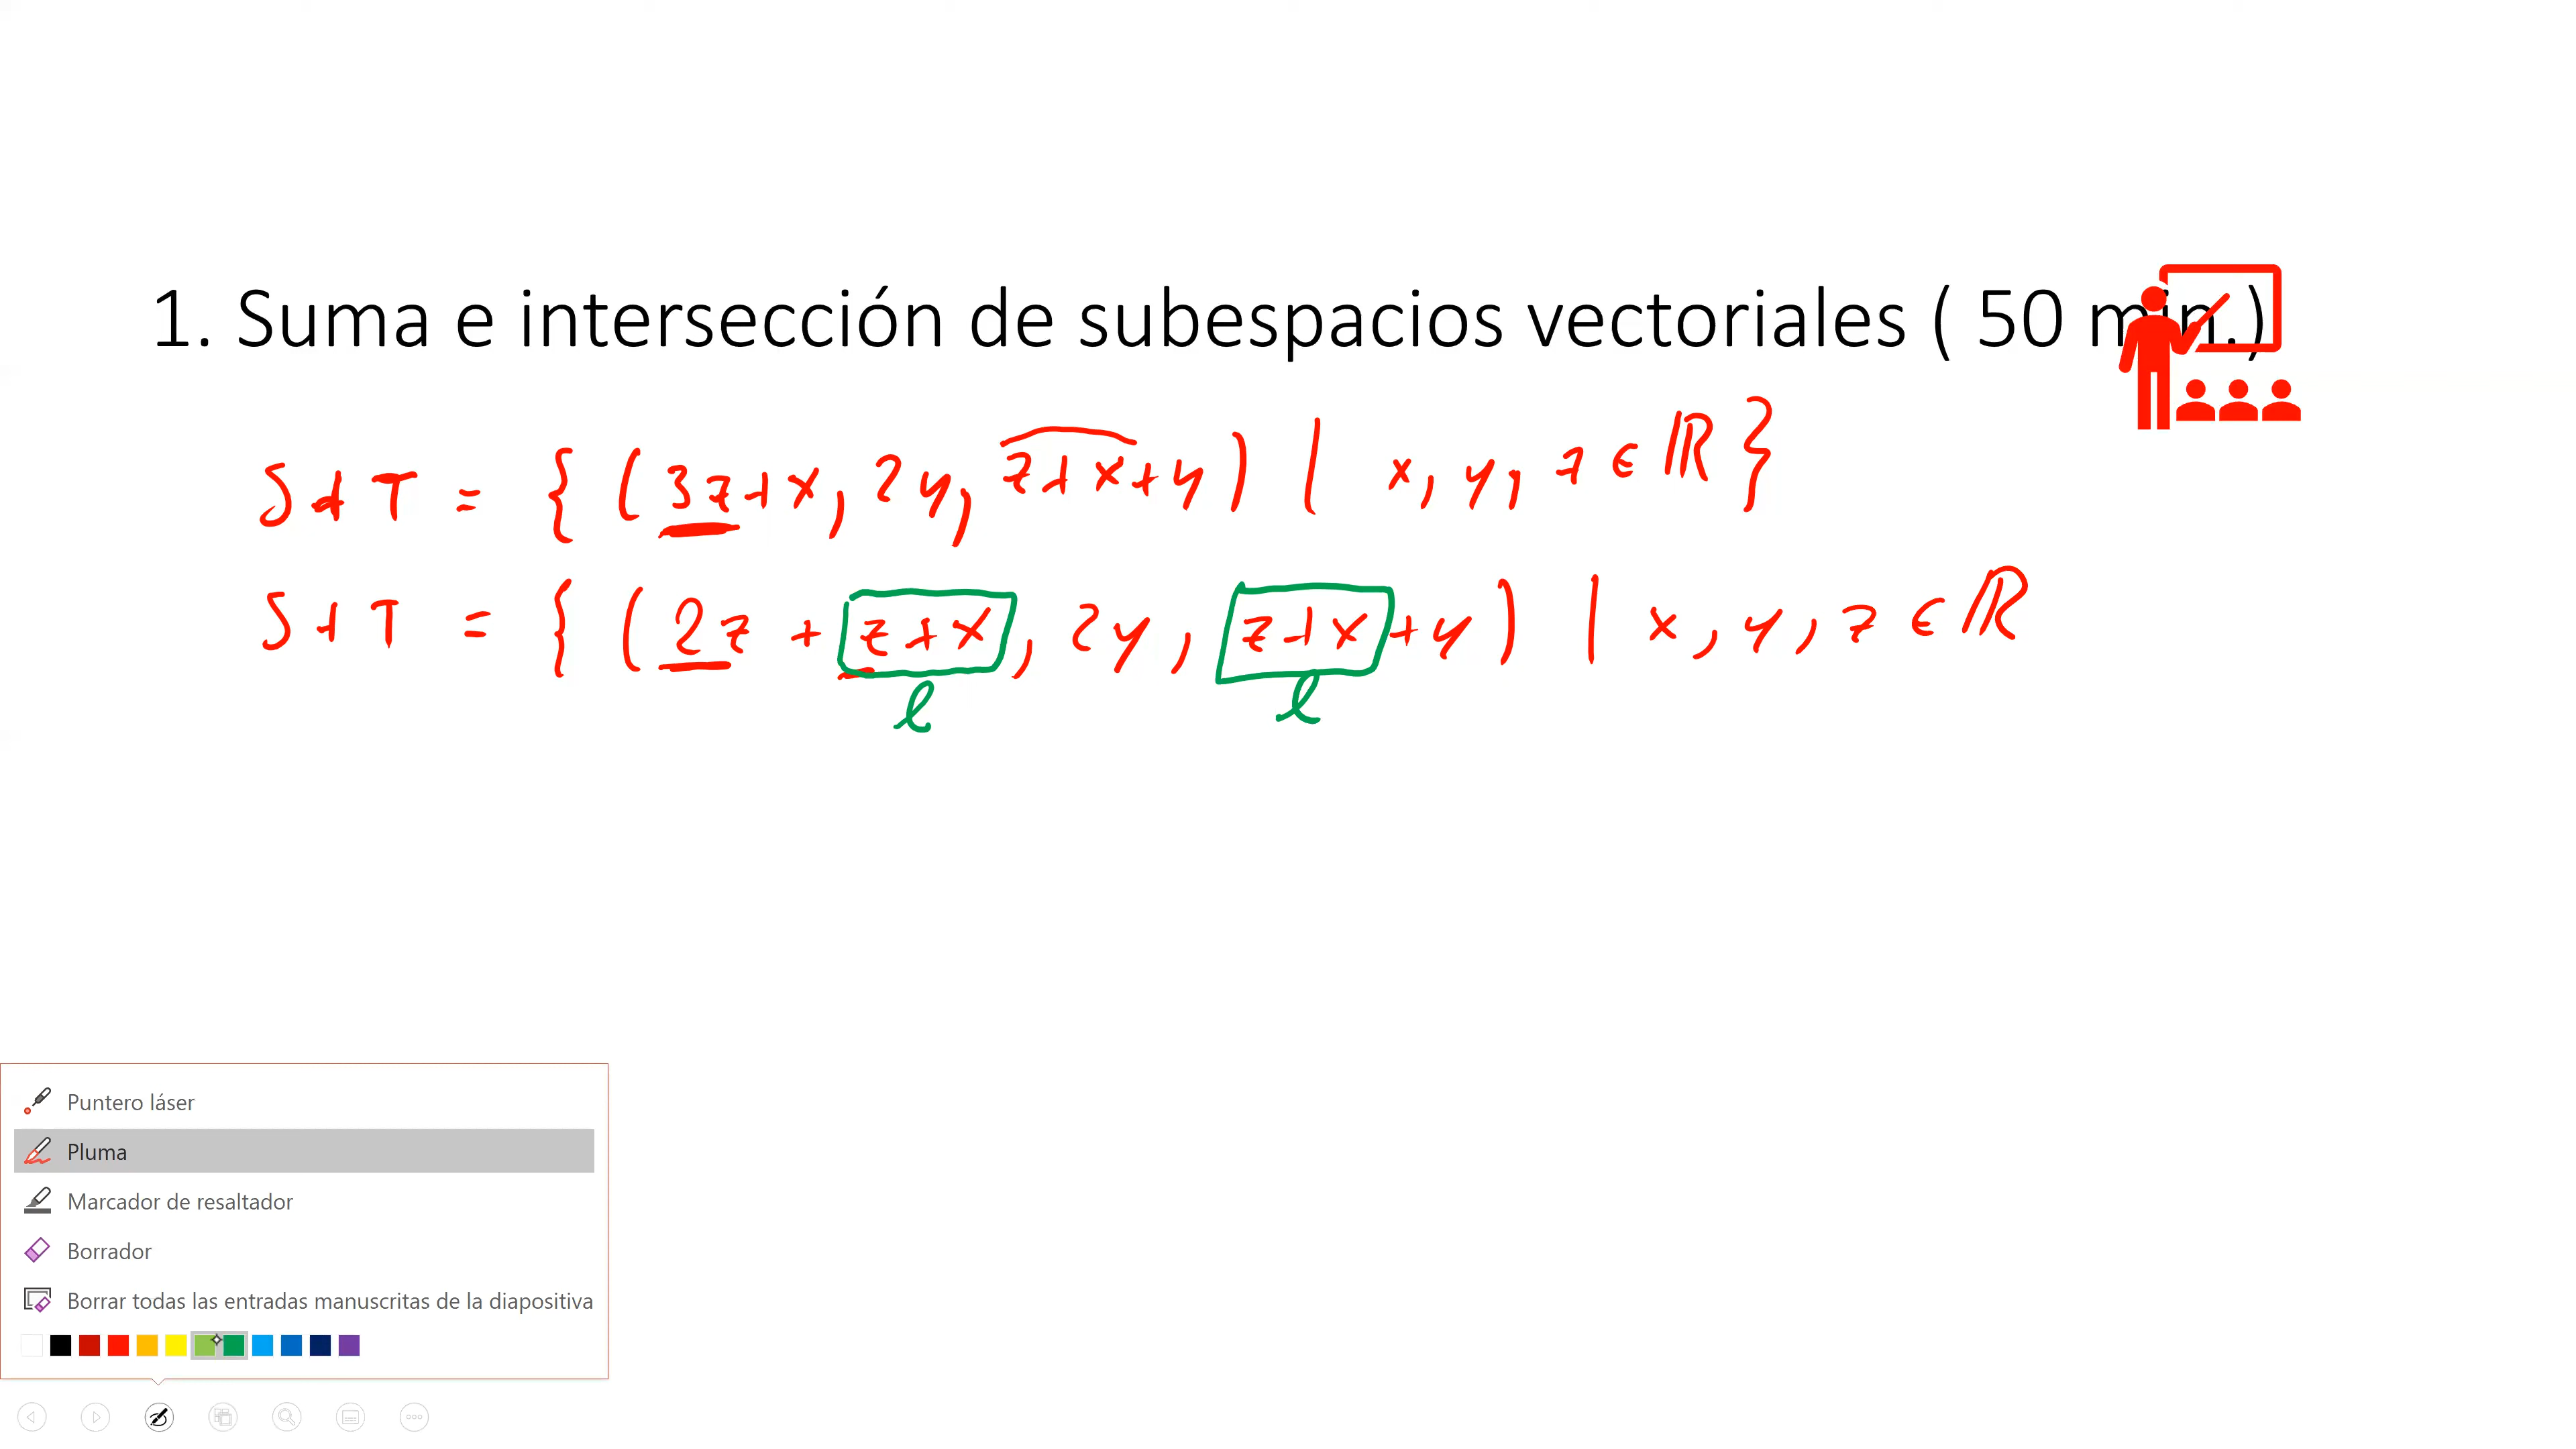 1. Suma e intersección de subespacios vectoriales ( 50 min.)
S + T = { ( 3z + x, 2y, z + x + y ) | x, y, z ∈ ℝ }
S + T = { ( 2z + z + x, 2y, z + x + y ) | x, y, z ∈ ℝ
l l
Puntero láser
Pluma
Marcador de resaltador
Borrador
Borrar todas las entradas manuscritas de la diapositiva